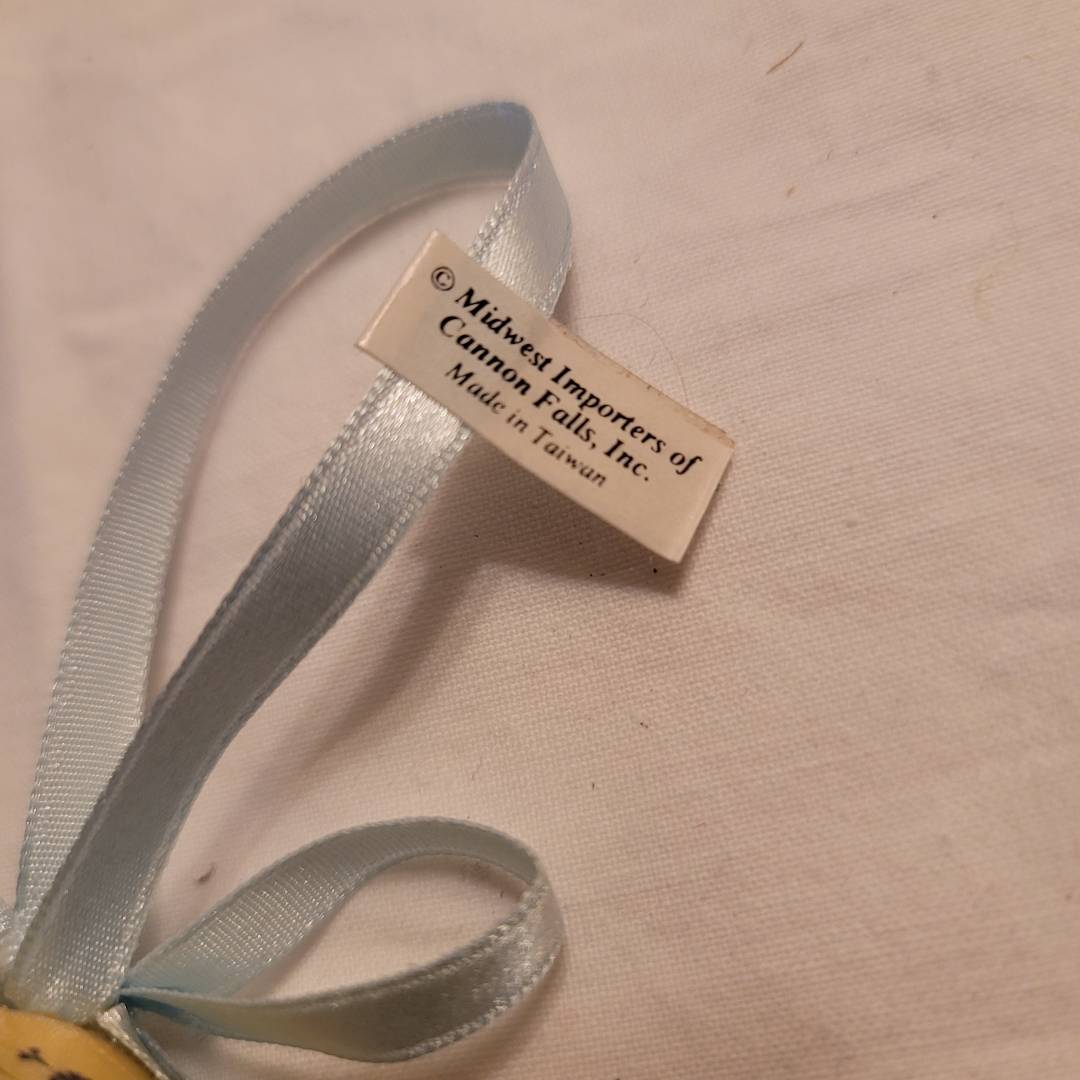 © Midwest Importers of
Cannon Falls, Inc.
Made in Taiwan